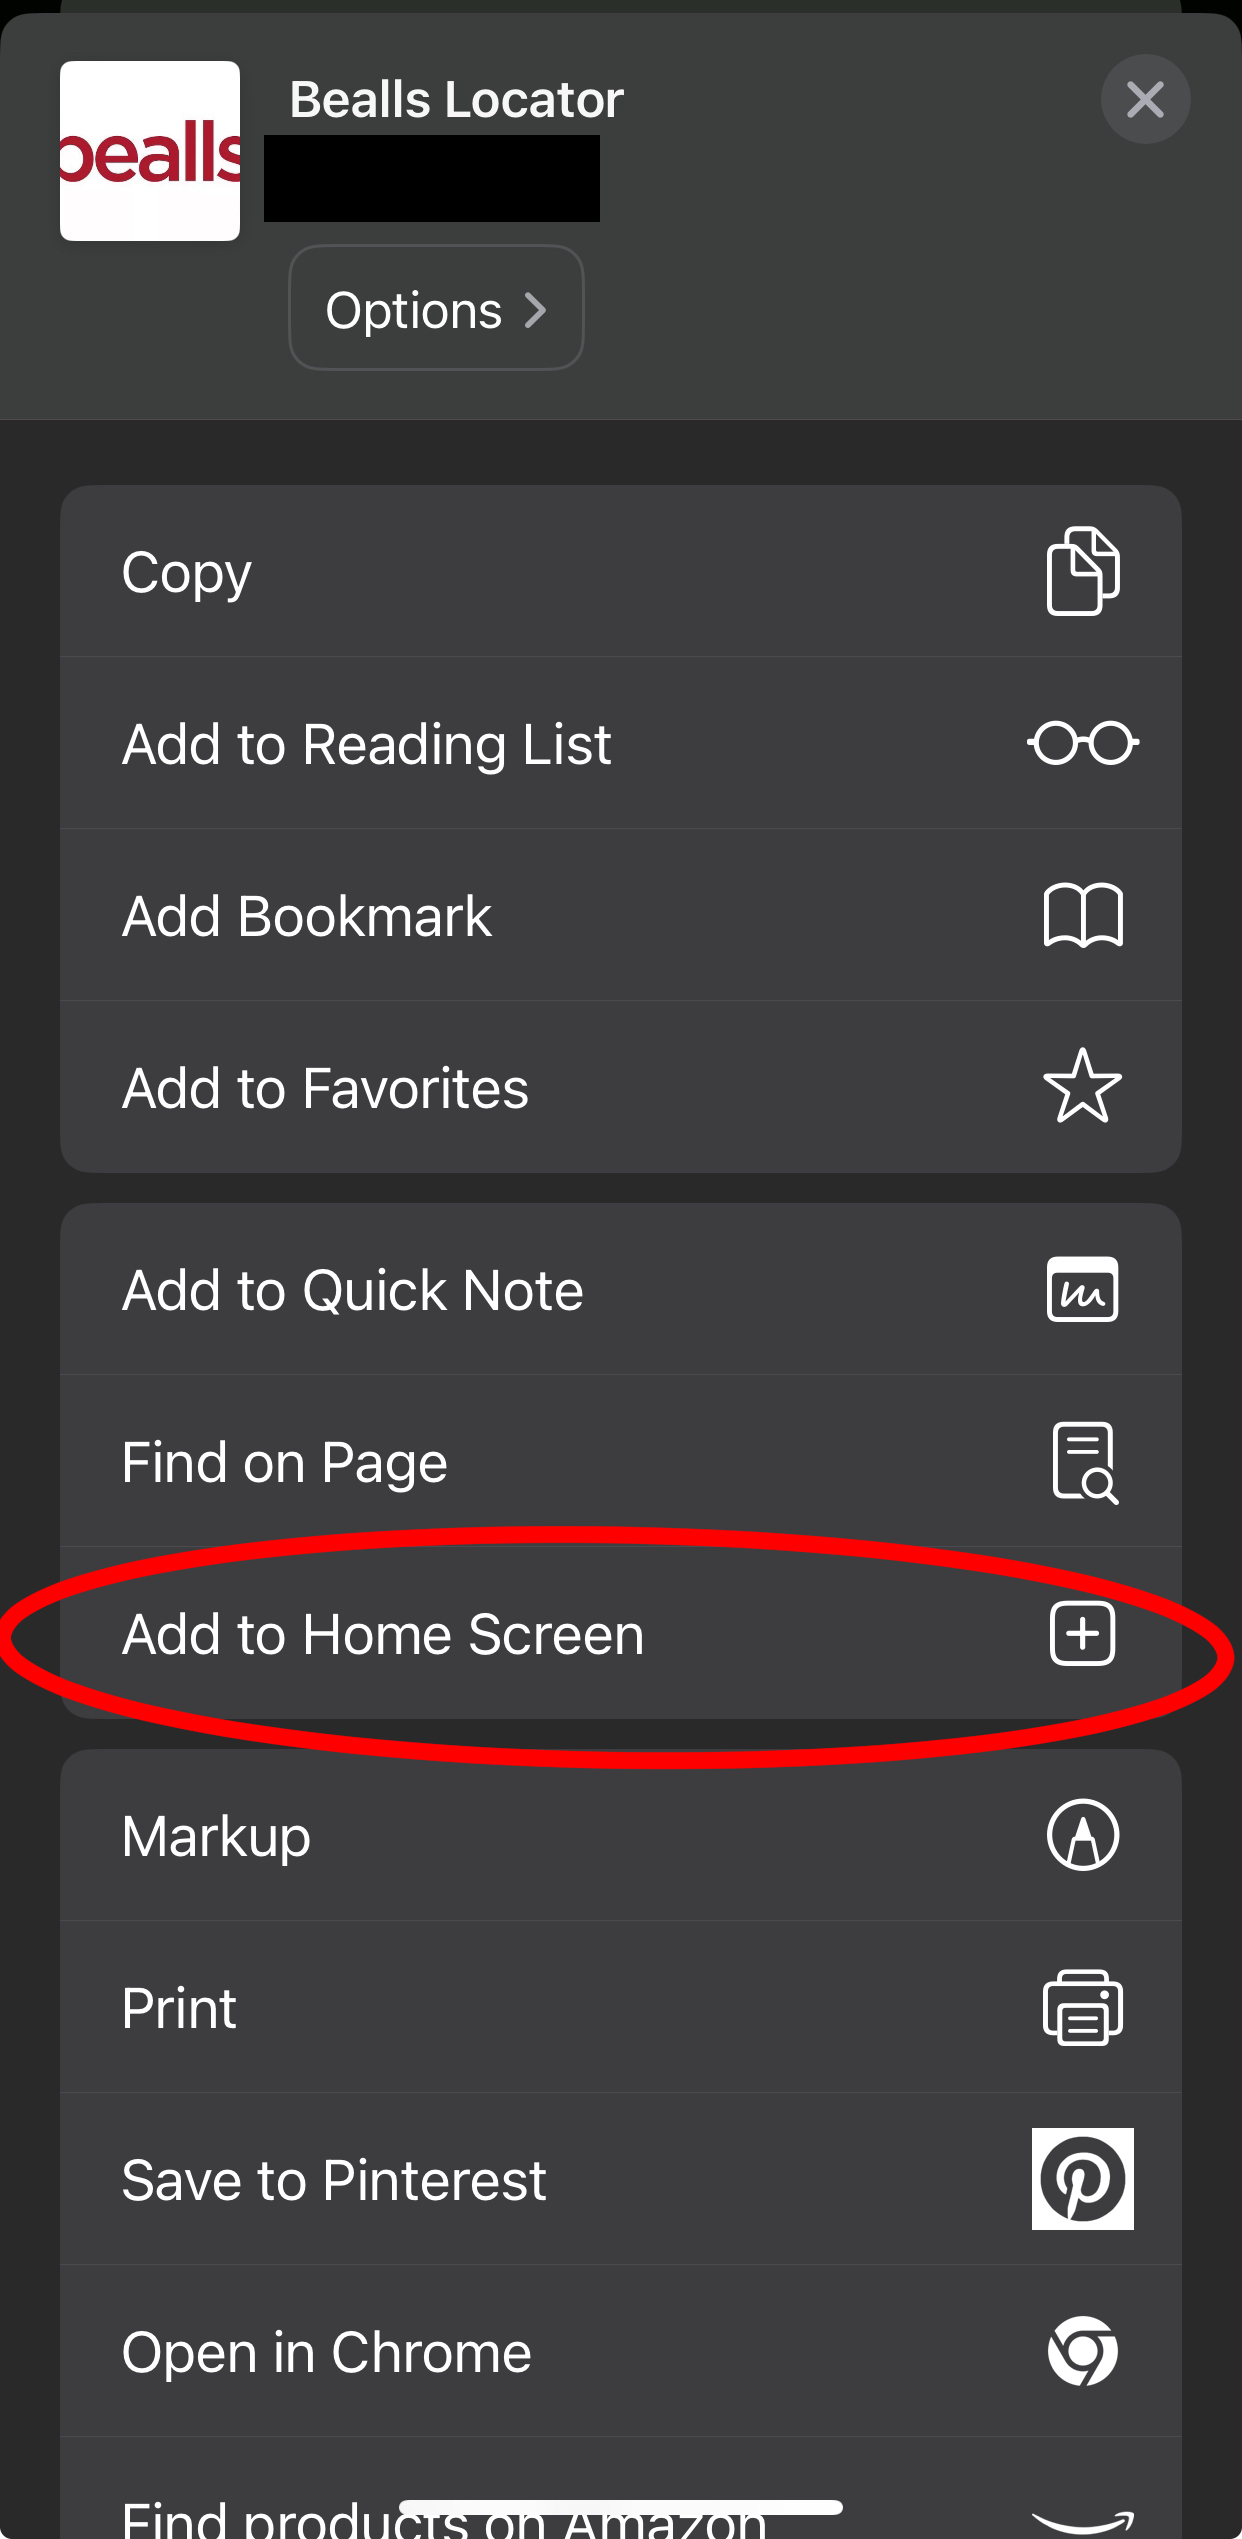 bealls
Bealls Locator
Options
Copy
Add to Reading List
Add Bookmark
Add to Favorites
Add to Quick Note
Find on Page
Add to Home Screen
Markup
Print
Save to Pinterest
Open in Chrome
Find products on Amazon